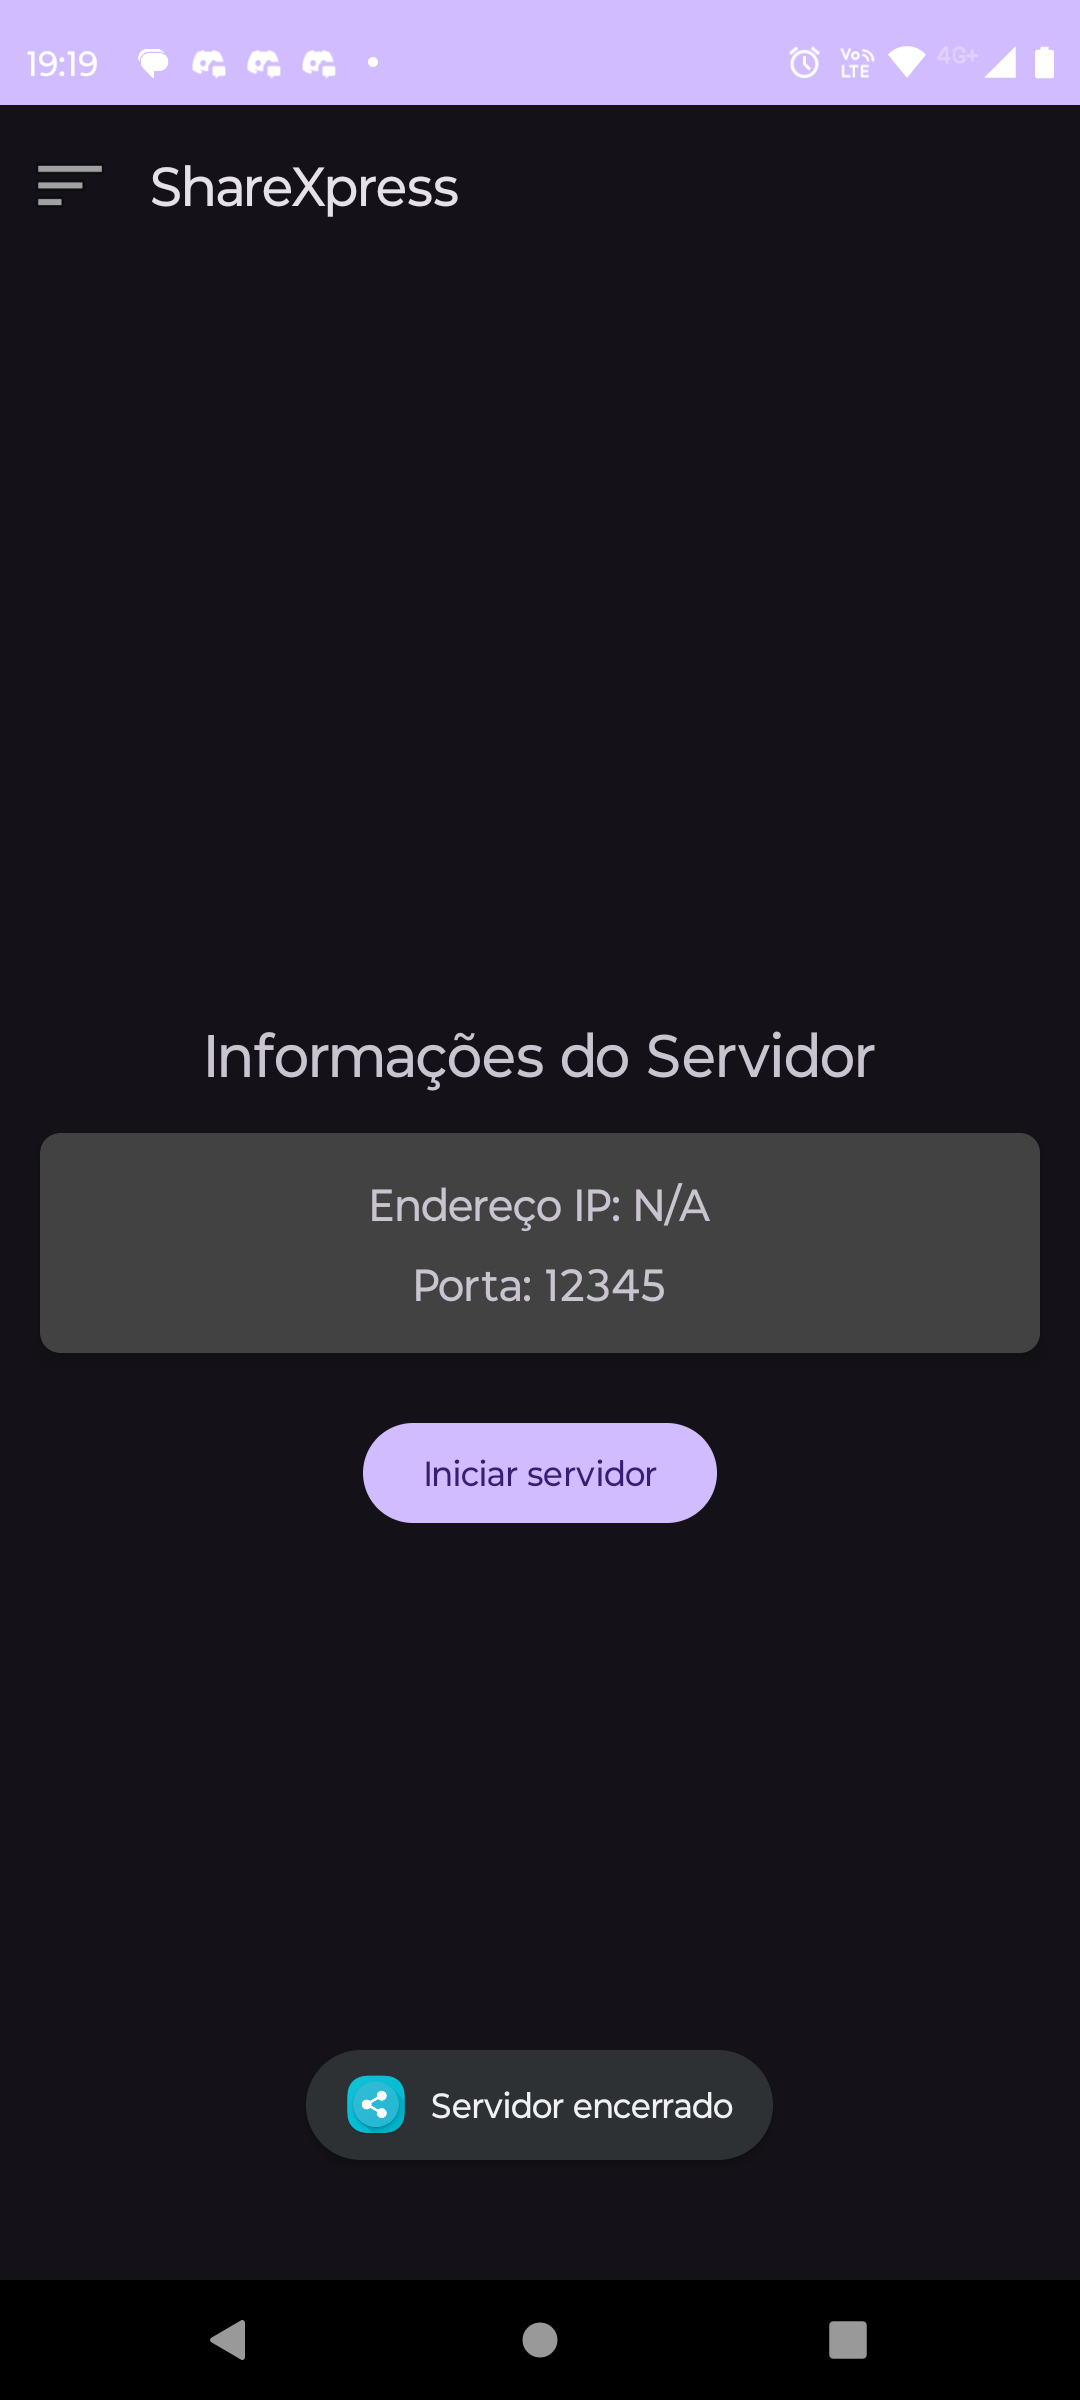 19:19
Vo LTE 4G+
ShareXpress
Informações do Servidor
Endereço IP: N/A
Porta: 12345
Iniciar servidor
Servidor encerrado